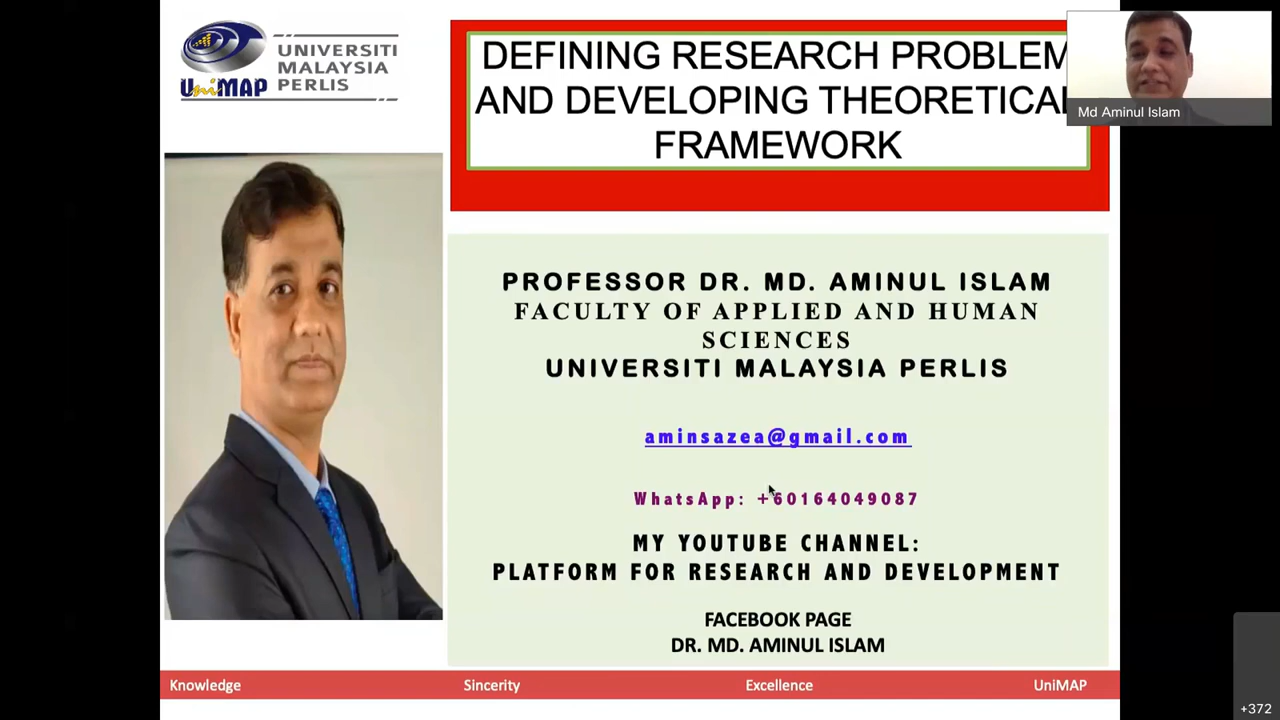 UNIVERSITI
MALAYSIA
PERLIS
UniMAP
DEFINING RESEARCH PROBLEM
AND DEVELOPING THEORETICAL
FRAMEWORK
Md Aminul Islam
PROFESSOR DR. MD. AMINUL ISLAM
FACULTY OF APPLIED AND HUMAN
SCIENCES
UNIVERSITI MALAYSIA PERLIS
aminsazea@gmail.com
WhatsApp: +60164049087
MY YOUTUBE CHANNEL:
PLATFORM FOR RESEARCH AND DEVELOPMENT
FACEBOOK PAGE
DR. MD. AMINUL ISLAM
Knowledge Sincerity Excellence UniMAP
+372